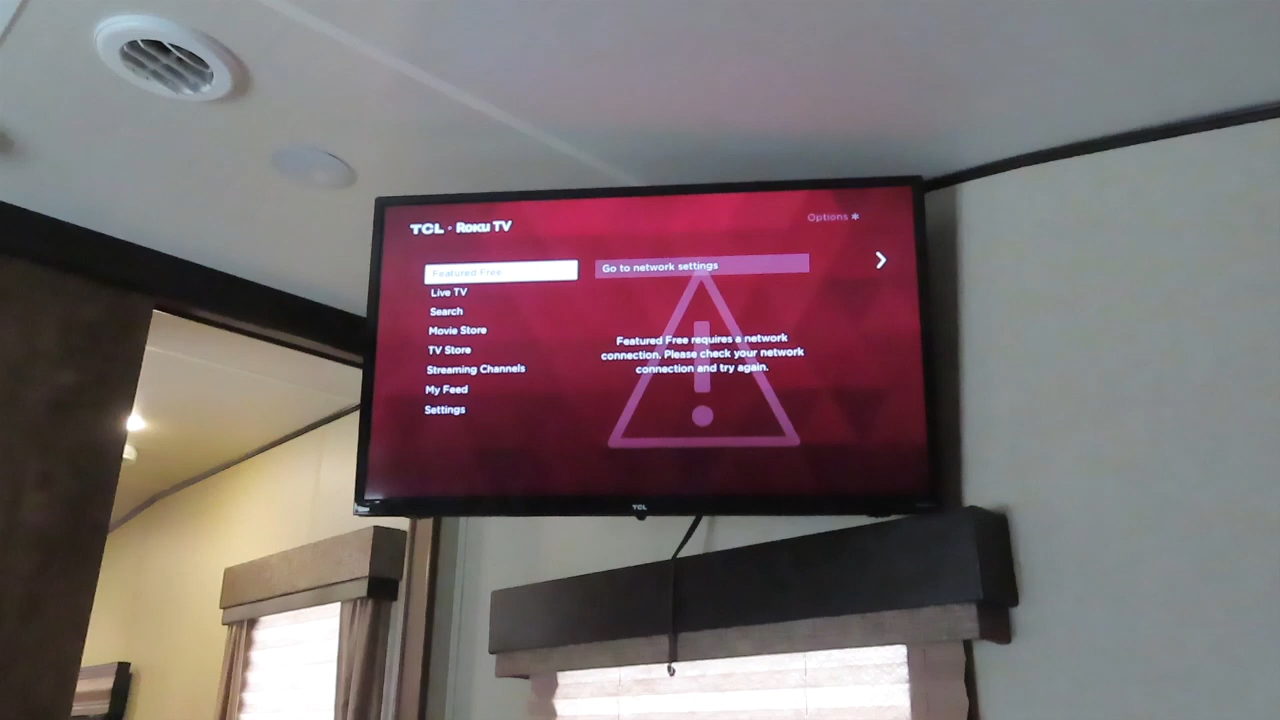 TCL • Roku TV
Options *
Featured Free
Go to network settings
Live TV
Search
Movie Store
TV Store
Streaming Channels
My Feed
Settings
Featured Free requires a network
connection. Please check your network
connection and try again.
TCL